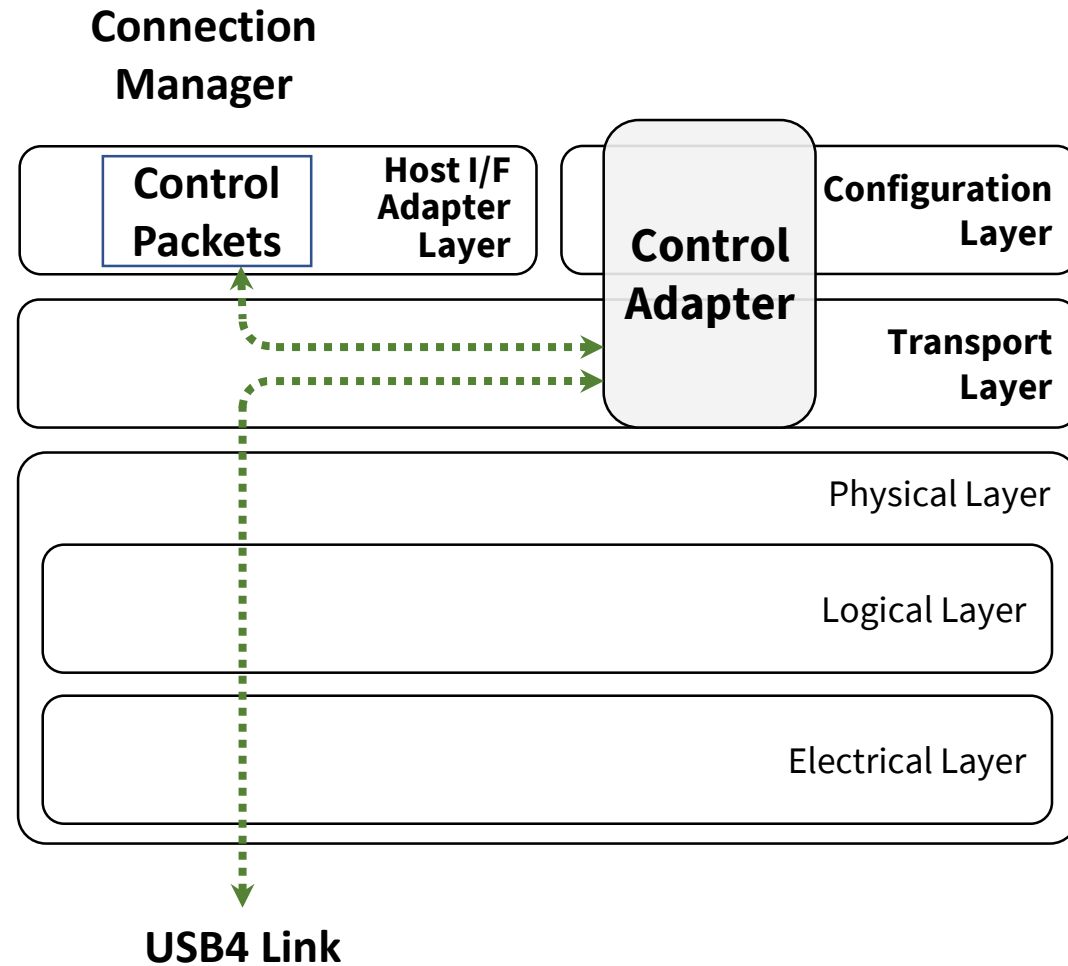 Connection
Manager
Control
Packets
Host I/F
Adapter
Layer
Control
Adapter
Configuration
Layer
Transport
Layer
Physical Layer
Logical Layer
Electrical Layer
USB4 Link